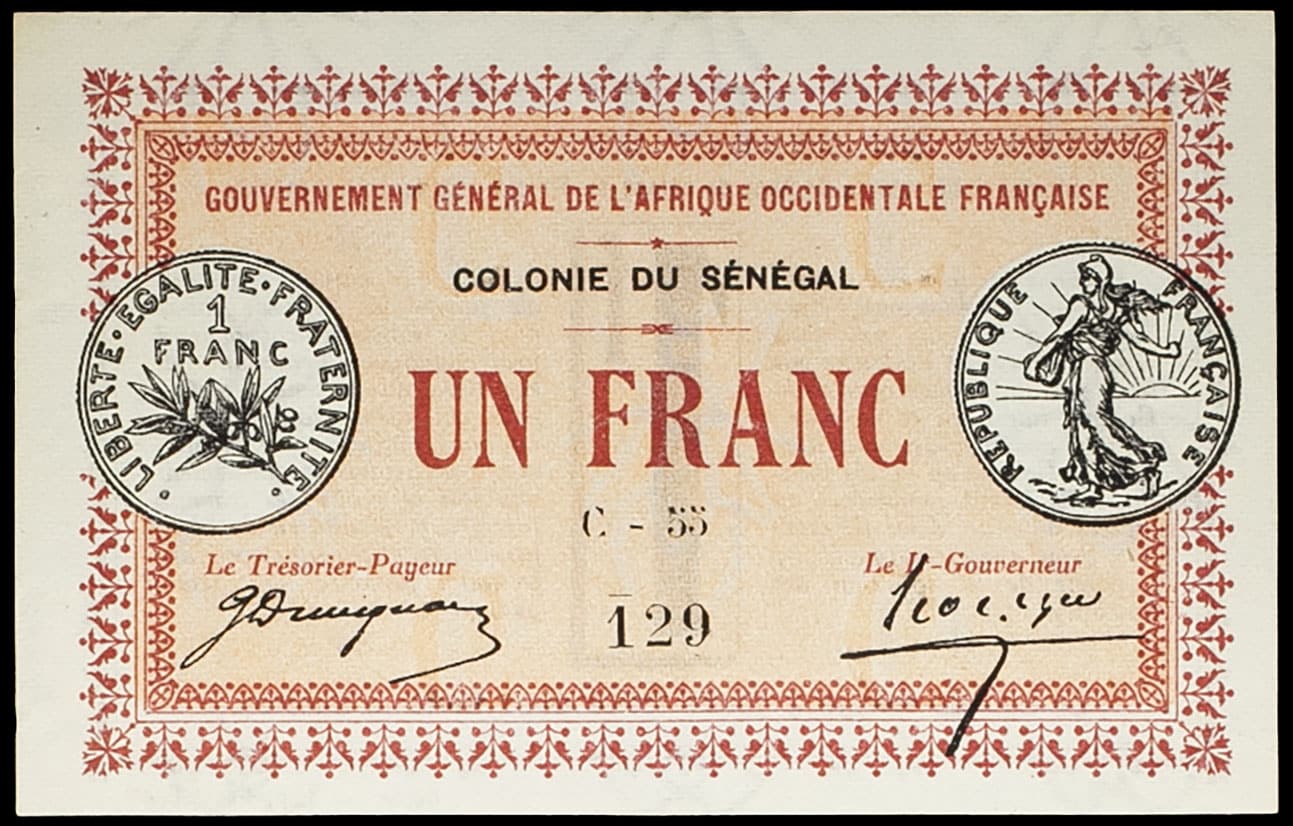 GOUVERNEMENT GÉNÉRAL DE L'AFRIQUE OCCIDENTALE FRANÇAISE
COLONIE DU SÉNÉGAL
LIBERTE·EGALITE·FRATERNITE
1
FRANC
REPUBLIQUE FRANÇAISE
UN FRANC
C - 55
Le Trésorier-Payeur
Le Lt-Gouverneur
129